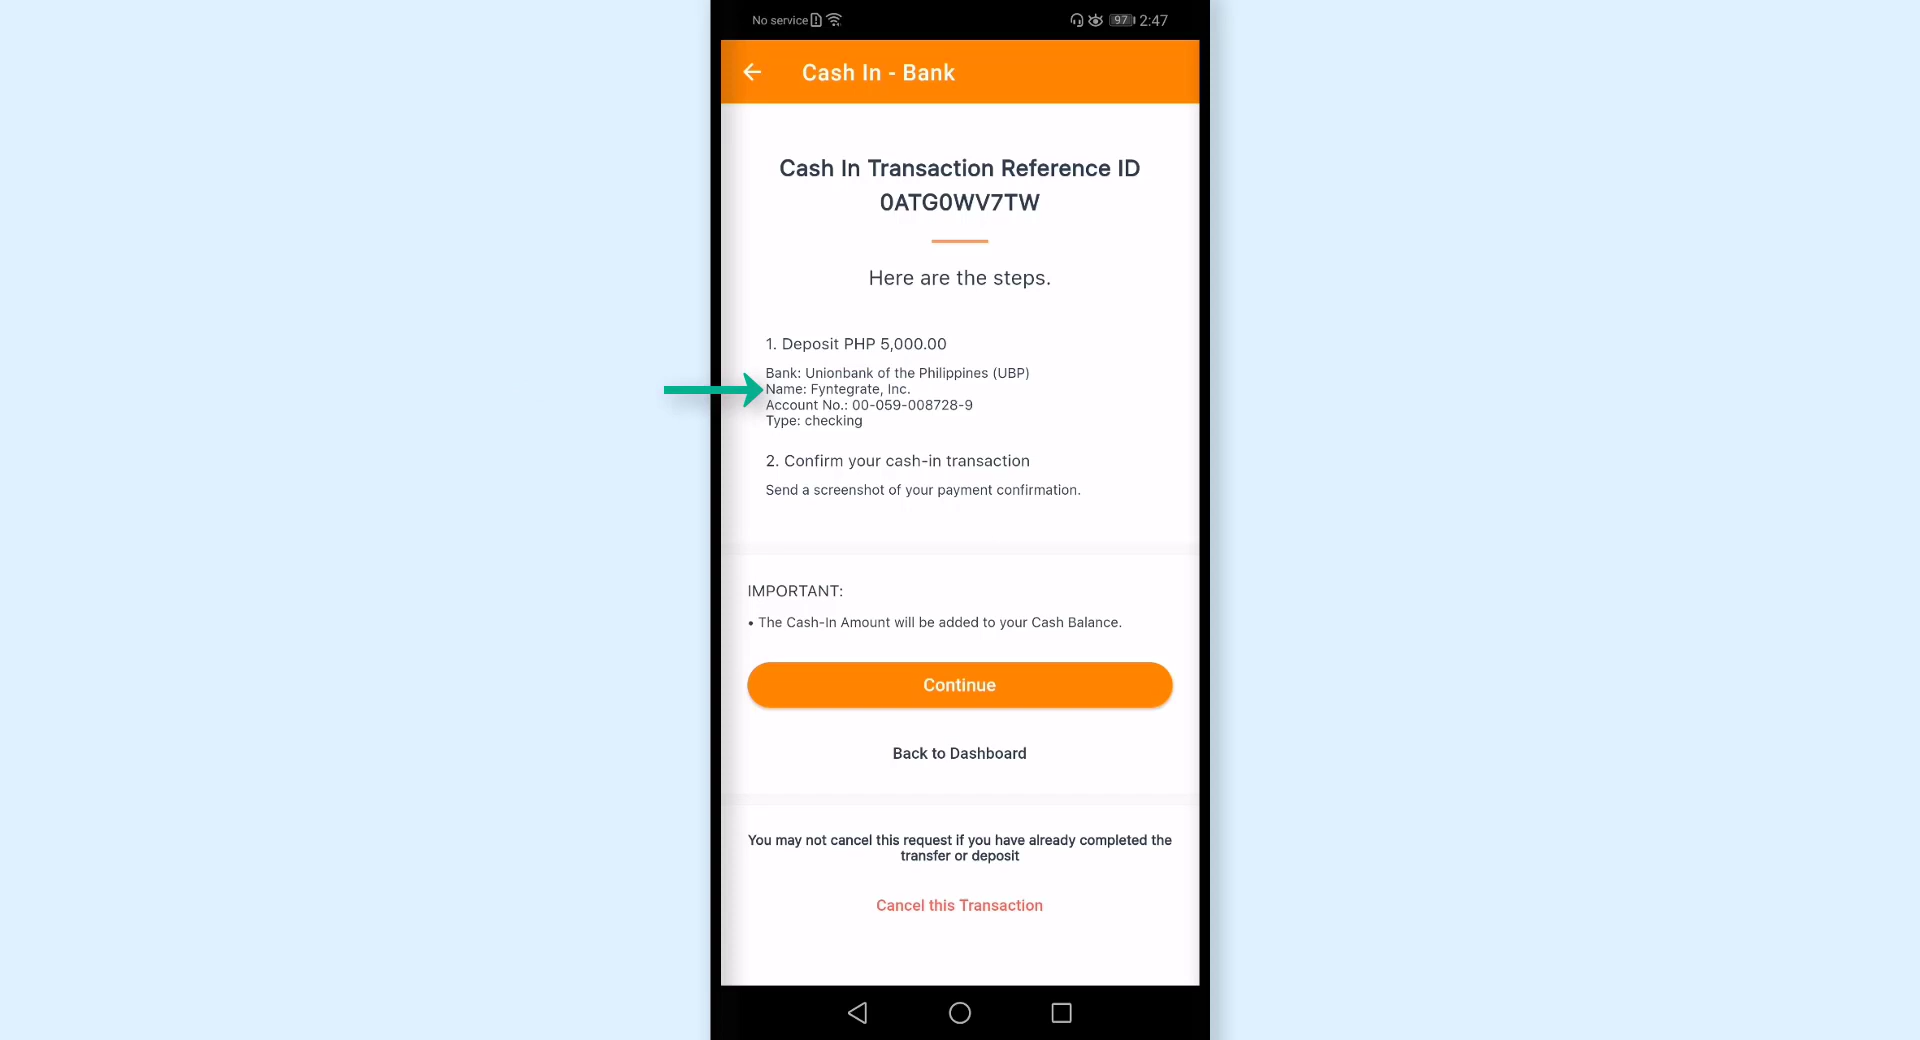 No service
97 2:47
Cash In - Bank
Cash In Transaction Reference ID
0ATG0WV7TW
Here are the steps.
1. Deposit PHP 5,000.00
Bank: Unionbank of the Philippines (UBP)
Name: Fyntegrate, Inc.
Account No.: 00-059-008728-9
Type: checking
2. Confirm your cash-in transaction
Send a screenshot of your payment confirmation.
IMPORTANT:
• The Cash-In Amount will be added to your Cash Balance.
Continue
Back to Dashboard
You may not cancel this request if you have already completed the
transfer or deposit
Cancel this Transaction